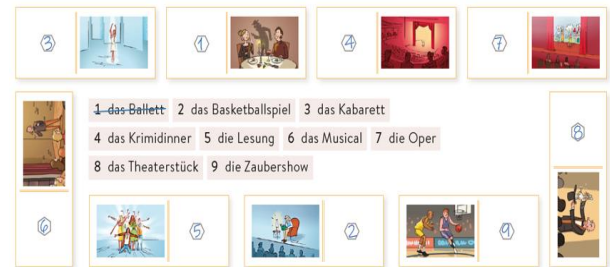 3 1 4 7
1 das Ballett 2 das Basketballspiel 3 das Kabarett
4 das Krimidinner 5 die Lesung 6 das Musical 7 die Oper
8 das Theaterstück 9 die Zaubershow
8
6
5 2 9